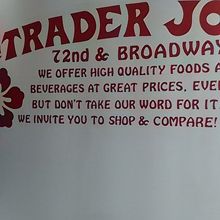 TRADER JO
72nd & BROADWAY
WE OFFER HIGH QUALITY FOODS A
BEVERAGES AT GREAT PRICES, EVE
BUT DON'T TAKE OUR WORD FOR IT
WE INVITE YOU TO SHOP & COMPARE!